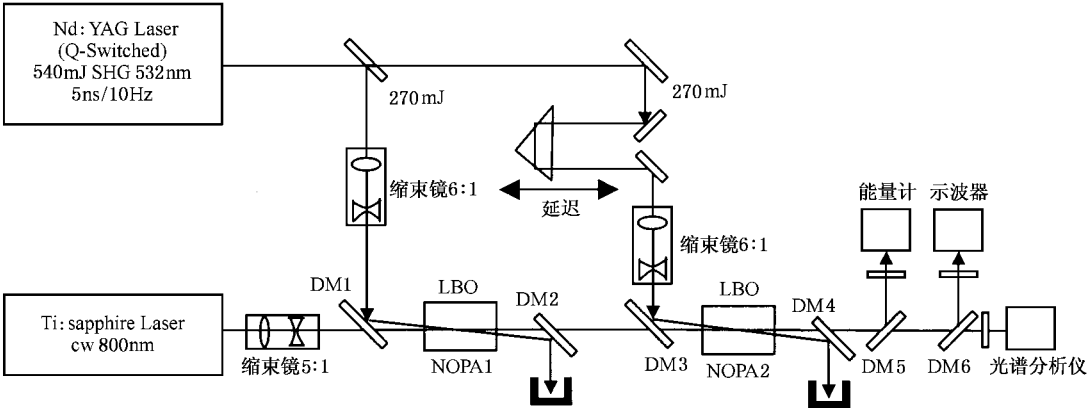 Nd: YAG Laser
(Q-Switched)
540mJ SHG 532nm
5ns/10Hz
270mJ
270mJ
缩束镜6:1
延迟
缩束镜6:1
能量计
示波器
DM1
LBO
DM2
LBO
DM4
Ti: sapphire Laser
cw 800nm
缩束镜5:1
NOPA1
DM3
NOPA2
DM5
DM6
光谱分析仪